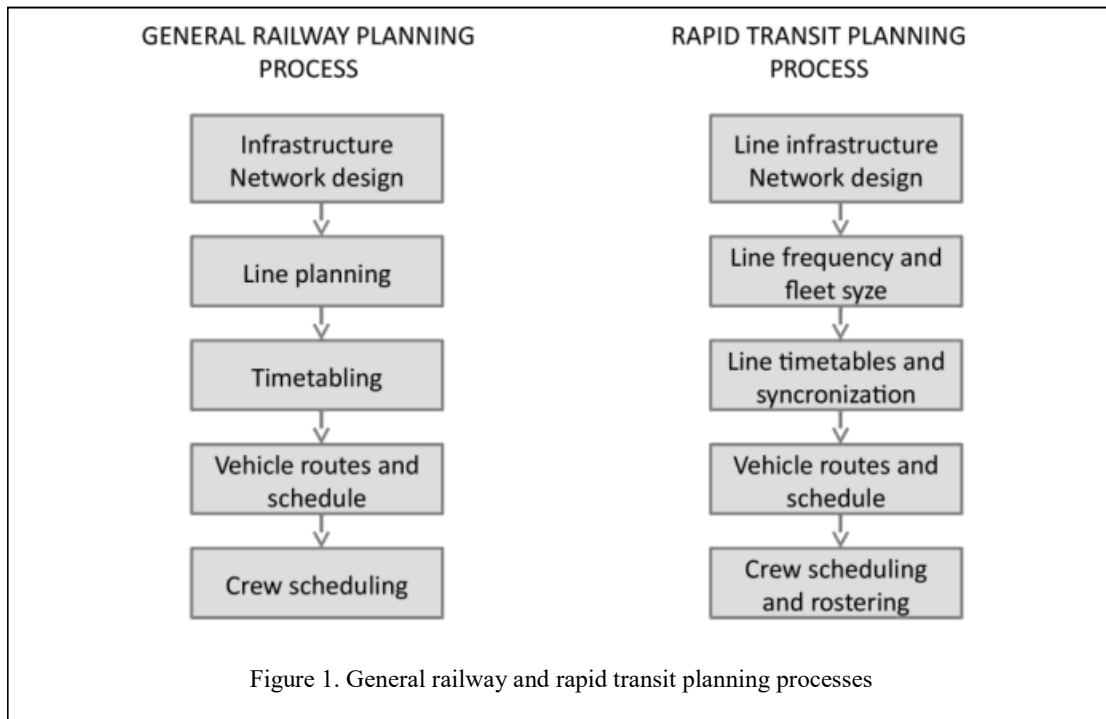 GENERAL RAILWAY PLANNING
PROCESS
Infrastructure
Network design
Line planning
Timetabling
Vehicle routes and
schedule
Crew scheduling
RAPID TRANSIT PLANNING
PROCESS
Line infrastructure
Network design
Line frequency and
fleet syze
Line timetables and
syncronization
Vehicle routes and
schedule
Crew scheduling
and rostering
Figure 1. General railway and rapid transit planning processes